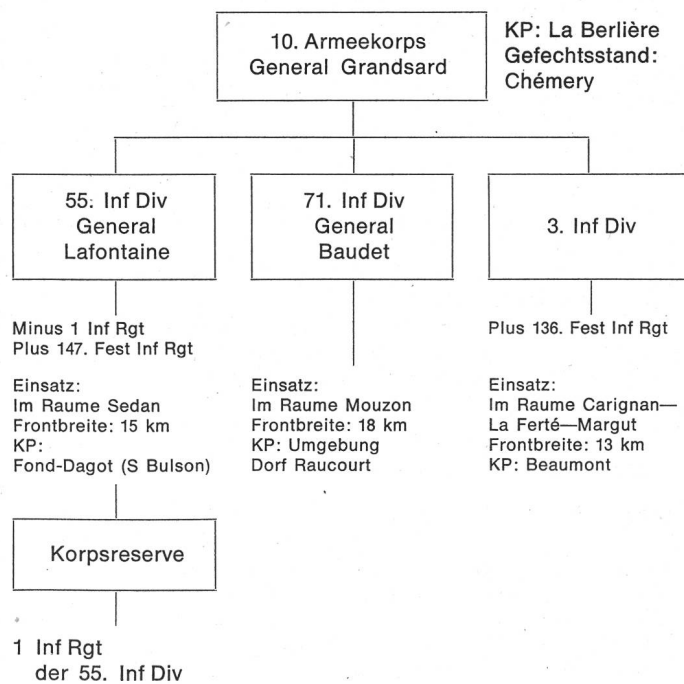 10. Armeekorps
General Grandsard
KP: La Berlière
Gefechtsstand:
Chémery
55. Inf Div
General
Lafontaine
71. Inf Div
General
Baudet
3. Inf Div
Minus 1 Inf Rgt
Plus 147. Fest Inf Rgt
Einsatz:
Im Raume Sedan
Frontbreite: 15 km
KP:
Fond-Dagot (S Bulson)
Einsatz:
Im Raume Mouzon
Frontbreite: 18 km
KP: Umgebung
Dorf Raucourt
Plus 136. Fest Inf Rgt
Einsatz:
Im Raume Carignan—
La Ferté—Margut
Frontbreite: 13 km
KP: Beaumont
Korpsreserve
1 Inf Rgt
der 55. Inf Div